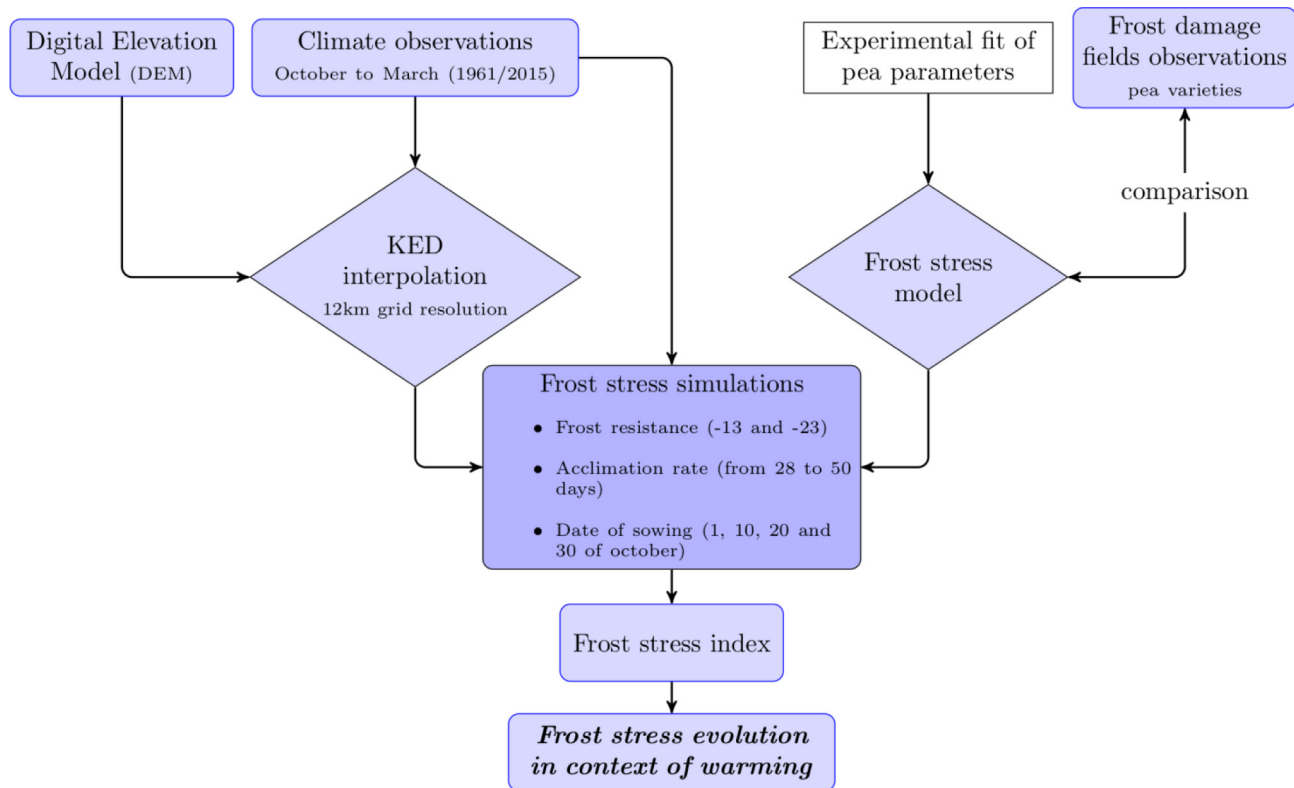 Digital Elevation
Model (DEM)
Climate observations
October to March (1961/2015)
Experimental fit of
pea parameters
Frost damage
fields observations
pea varieties
comparison
KED
interpolation
12km grid resolution
Frost stress
model
Frost stress simulations
• Frost resistance (-13 and -23)
• Acclimation rate (from 28 to 50
days)
• Date of sowing (1, 10, 20 and
30 of october)
Frost stress index
Frost stress evolution
in context of warming